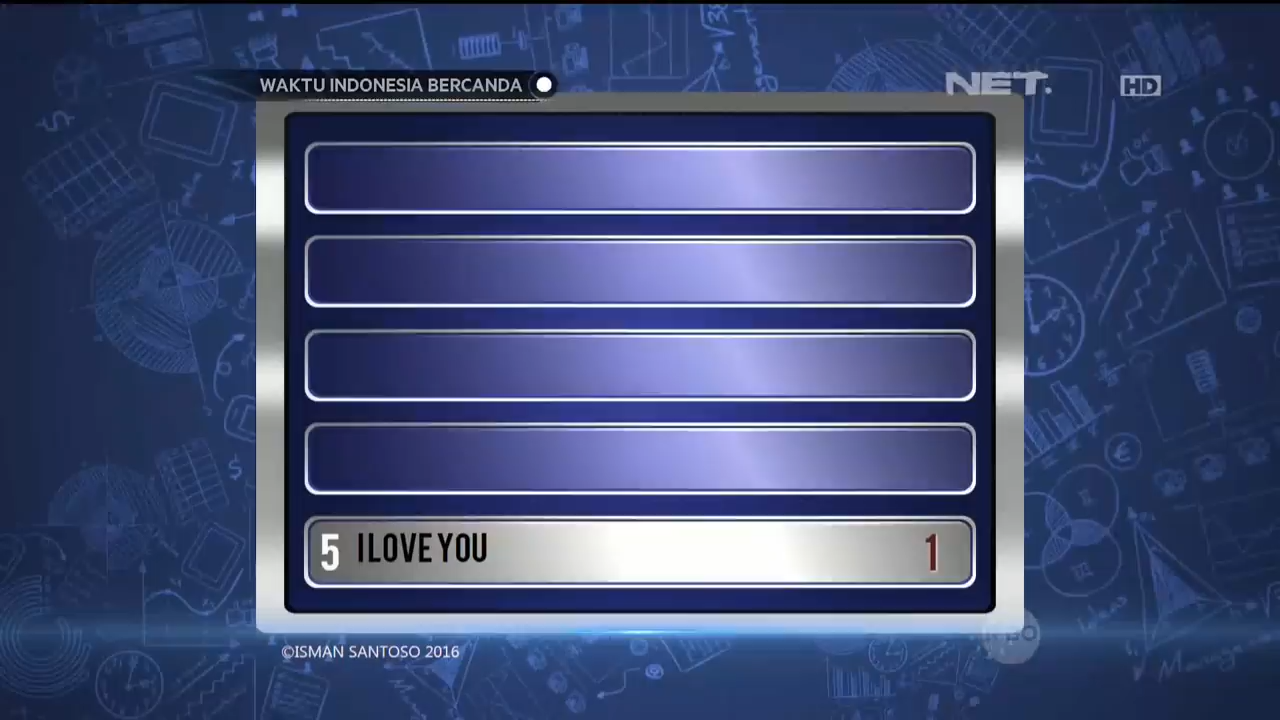 WAKTU INDONESIA BERCANDA
NET.
HD
5 I LOVE YOU 1
©ISMAN SANTOSO 2016